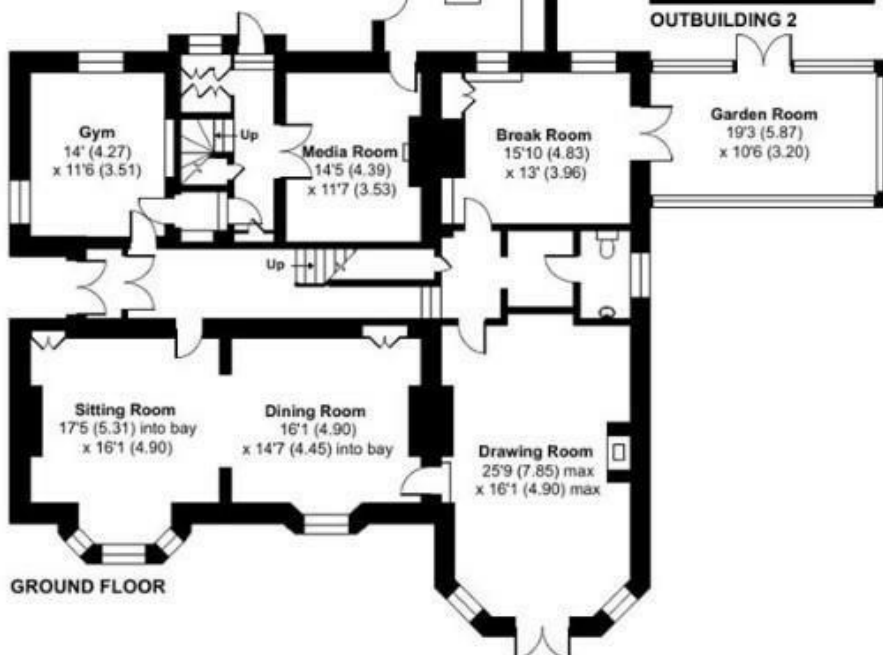 OUTBUILDING 2
Gym
14' (4.27)
x 11'6 (3.51)
Up
Media Room
14'5 (4.39)
x 11'7 (3.53)
Break Room
15'10 (4.83)
x 13' (3.96)
Garden Room
19'3 (5.87)
x 10'6 (3.20)
Up
Sitting Room
17'5 (5.31) into bay
x 16'1 (4.90)
Dining Room
16'1 (4.90)
x 14'7 (4.45) into bay
Drawing Room
25'9 (7.85) max
x 16'1 (4.90) max
GROUND FLOOR